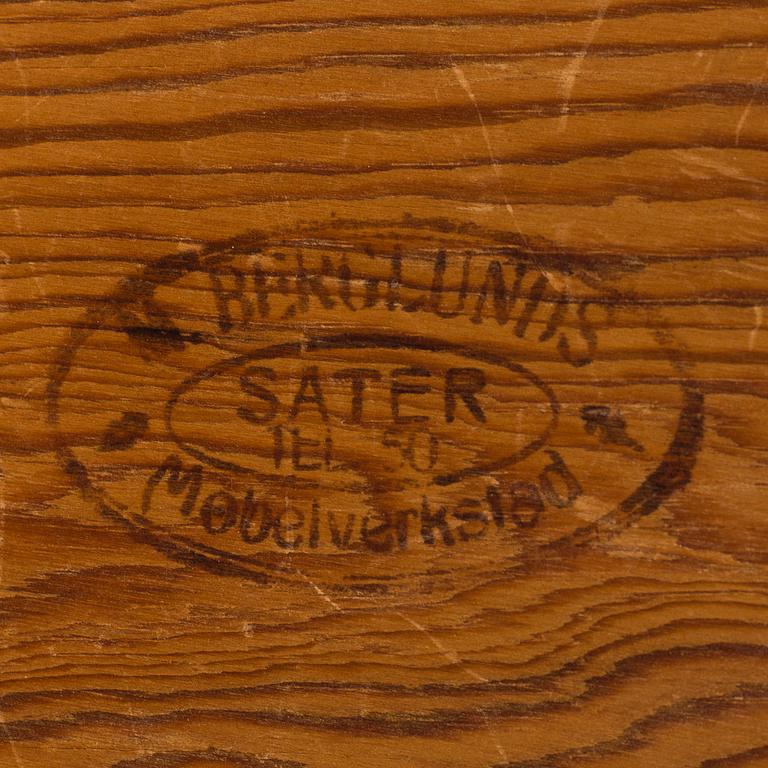 BERGLUNDS
SÄTER
TEL 50
Möbelverkstad